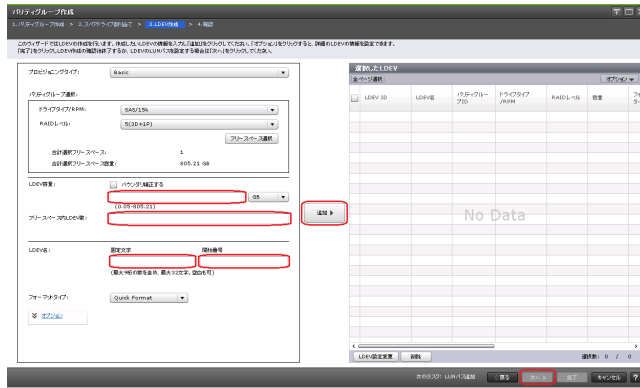 パリティグループ作成
1.パリティグループ作成 > 2.スペアドライブ割り当て > 3.LDEV作成 > 4.確認
このウィザードではLDEVの作成を行います。作成したいLDEVの情報を入力し「追加」をクリックしてください。「オプション」をクリックすると、詳細のLDEVの情報を設定できます。
「完了」をクリックしLDEV作成の確認後終了するか、LDEVのLUNパスを設定する場合は「次へ」をクリックしてください。
プロビジョニングタイプ: Basic
パリティグループ選択:
ドライブタイプ/RPM: SAS/15k
RAIDレベル: 5(3D+1P)
フリースペース選択
合計選択フリースペース: 1
合計選択フリースペース容量: 805.21 GB
LDEV容量: バウンダリ補正する
GB
(0.05-805.21)
フリースペース内LDEV数:
LDEV名: 固定文字 開始番号
(最大9桁の数を含め、最大32文字、空白も可)
フォーマットタイプ: Quick Format
オプション
追加
選択したLDEV
全ページ選択 オプション
LDEV ID LDEV名 パリティグループID ドライブタイプ/RPM RAIDレベル 容量
No Data
LDEV設定変更 削除 選択数: 0 / 0
次のタスク: LUNパス追加 戻る 次へ 完了 キャンセル ?